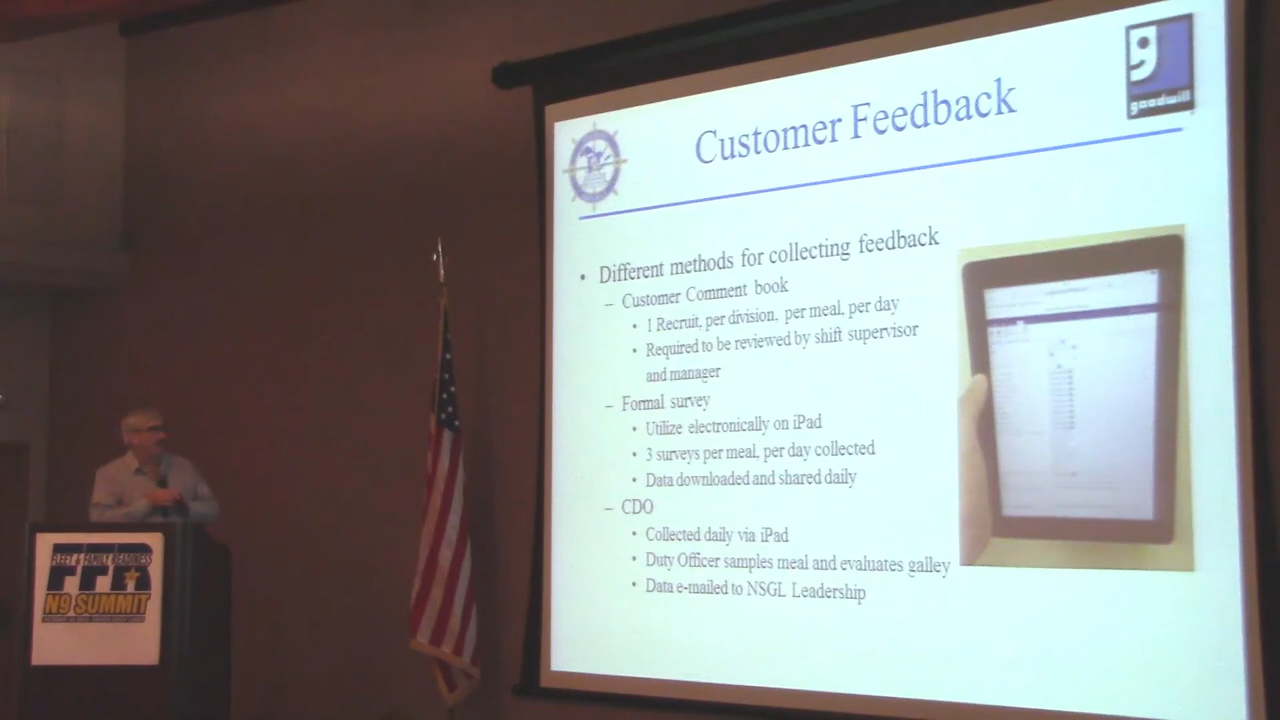 Customer Feedback
goodwill
• Different methods for collecting feedback
– Customer Comment book
• 1 Recruit, per division, per meal, per day
• Required to be reviewed by shift supervisor
and manager
– Formal survey
• Utilize electronically on iPad
• 3 surveys per meal, per day collected
• Data downloaded and shared daily
– CDO
• Collected daily via iPad
• Duty Officer samples meal and evaluates galley
• Data e-mailed to NSGL Leadership
FLEET & FAMILY READINESS
FFR
N9 SUMMIT